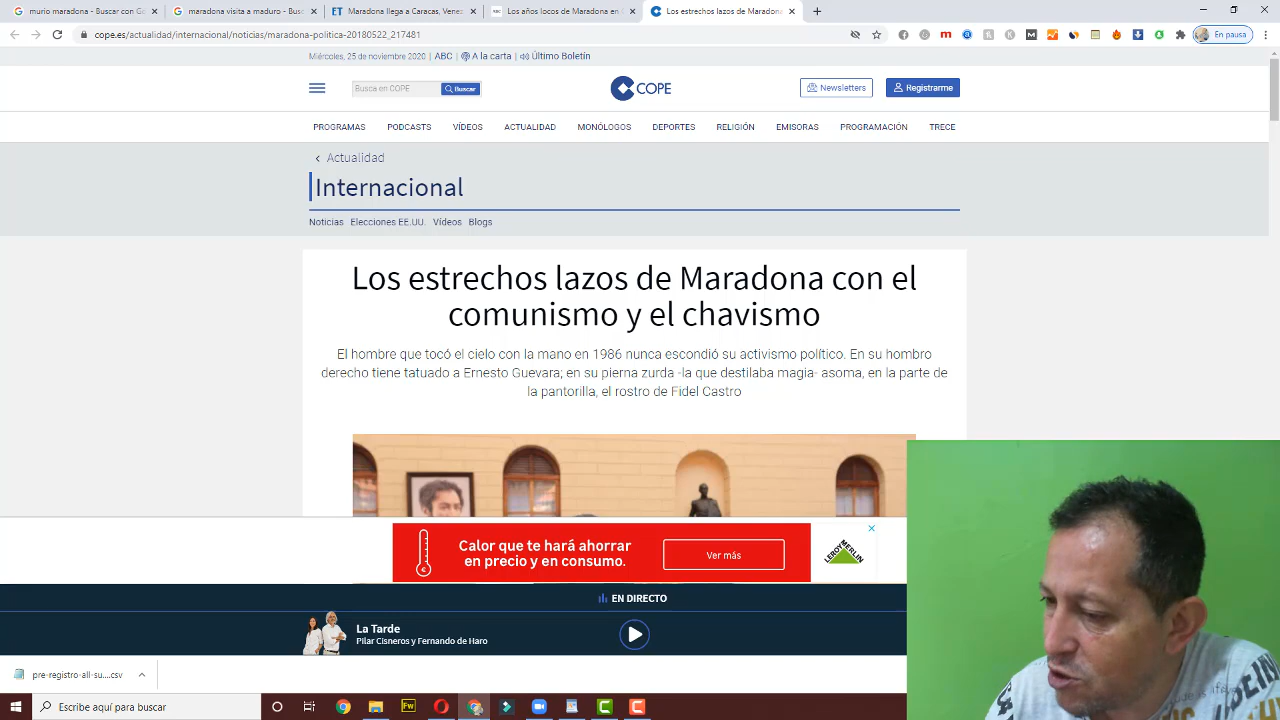 murio maradona - Buscar con Go
maradona visita a maduro - Busc
ET Maradona llega a Caracas, Venez
ABC Los años locos de Maradona en C
Los estrechos lazos de Maradona
cope.es/actualidad/internacional/noticias/maradona-politica-20180522_217481
En pausa
Miércoles, 25 de noviembre 2020 | ABC | A la carta | Último Boletín
Busca en COPE
Buscar
COPE
Newsletters
Registrarme
PROGRAMAS PODCASTS VÍDEOS ACTUALIDAD MONÓLOGOS DEPORTES RELIGIÓN EMISORAS PROGRAMACIÓN TRECE
Actualidad
Internacional
Noticias Elecciones EE.UU. Vídeos Blogs
Los estrechos lazos de Maradona con el
comunismo y el chavismo
El hombre que tocó el cielo con la mano en 1986 nunca escondió su activismo político. En su hombro
derecho tiene tatuado a Ernesto Guevara; en su pierna zurda -la que destilaba magia- asoma, en la parte de
la pantorilla, el rostro de Fidel Castro
Calor que te hará ahorrar
en precio y en consumo.
Ver más
LEROY MERLIN
EN DIRECTO
La Tarde
Pilar Cisneros y Fernando de Haro
pre-registro-all-su....csv
Escribe aquí para buscar